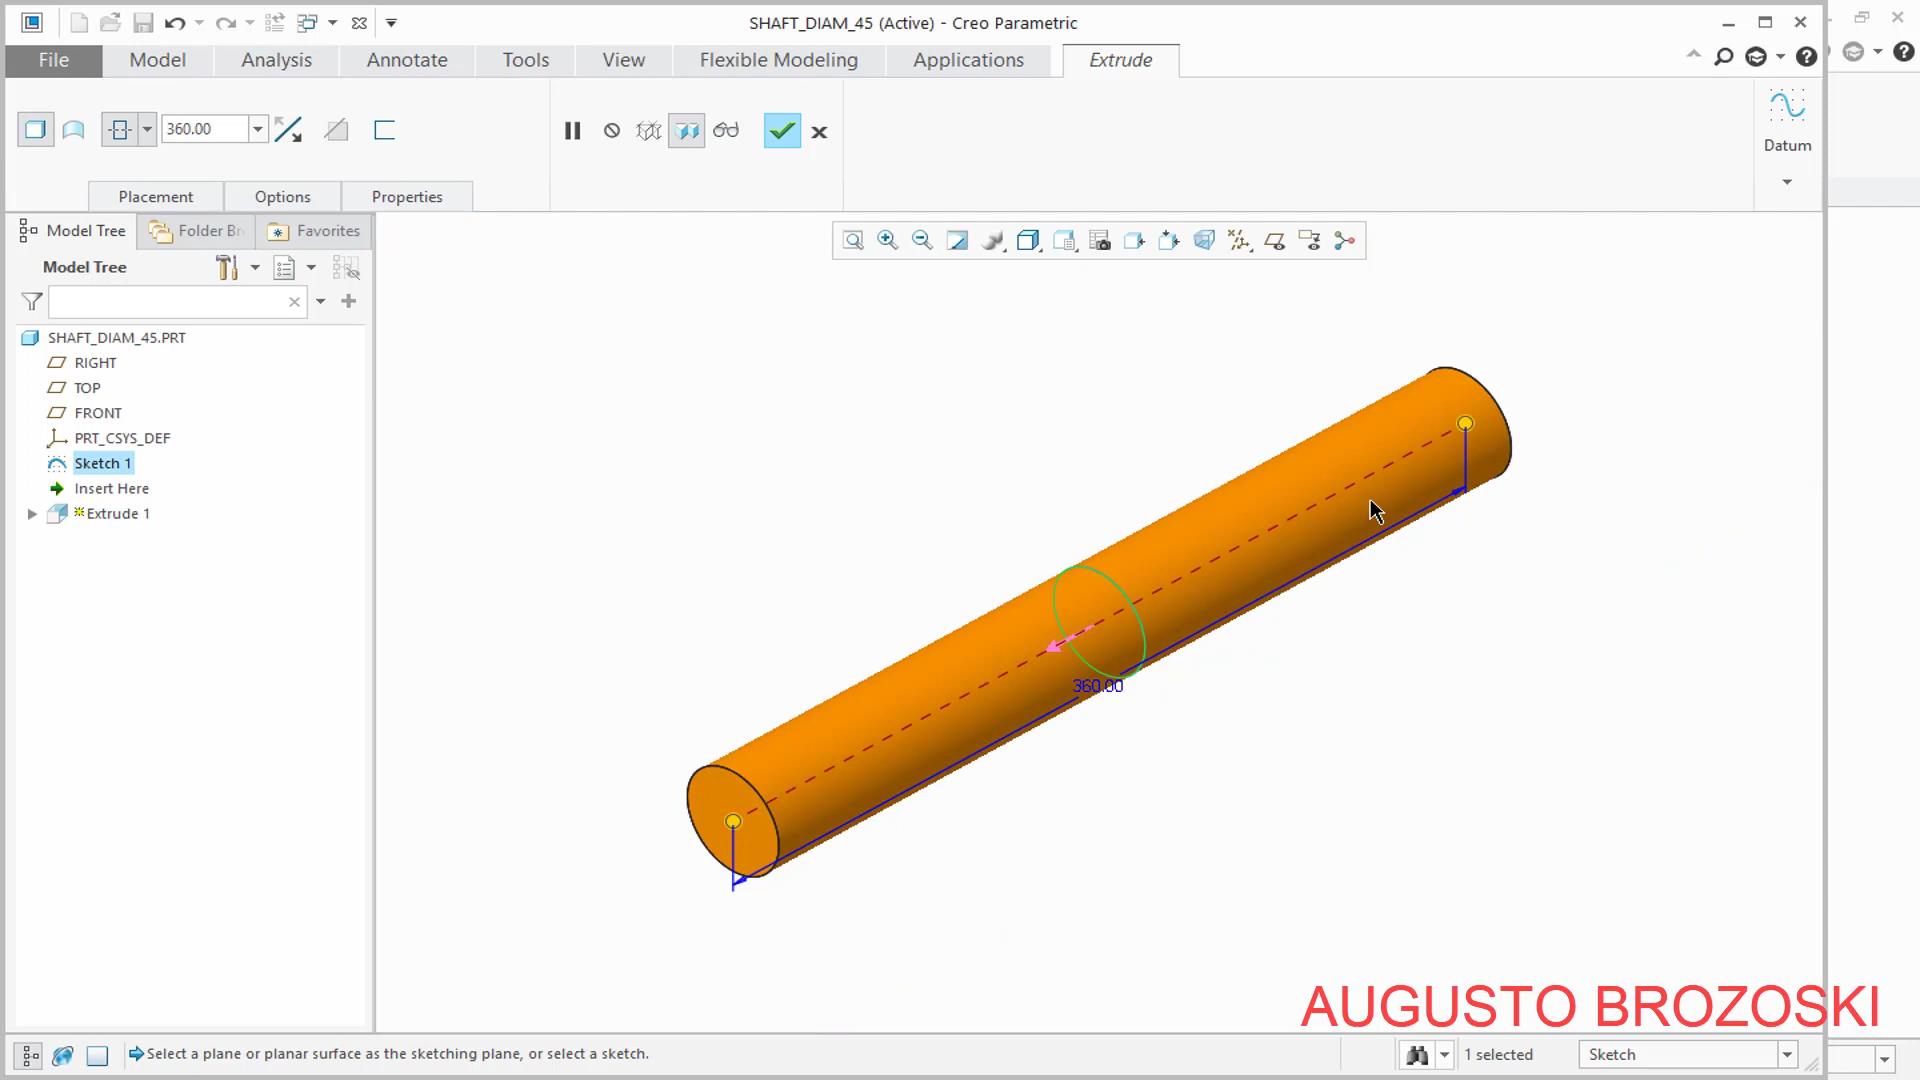 SHAFT_DIAM_45 (Active) - Creo Parametric
File Model Analysis Annotate Tools View Flexible Modeling Applications Extrude
360.00
Datum
Placement Options Properties
Model Tree Folder Br Favorites
Model Tree
SHAFT_DIAM_45.PRT
RIGHT
TOP
FRONT
PRT_CSYS_DEF
Sketch 1
Insert Here
Extrude 1
360.00
AUGUSTO BROZOSKI
Select a plane or planar surface as the sketching plane, or select a sketch.
1 selected
Sketch